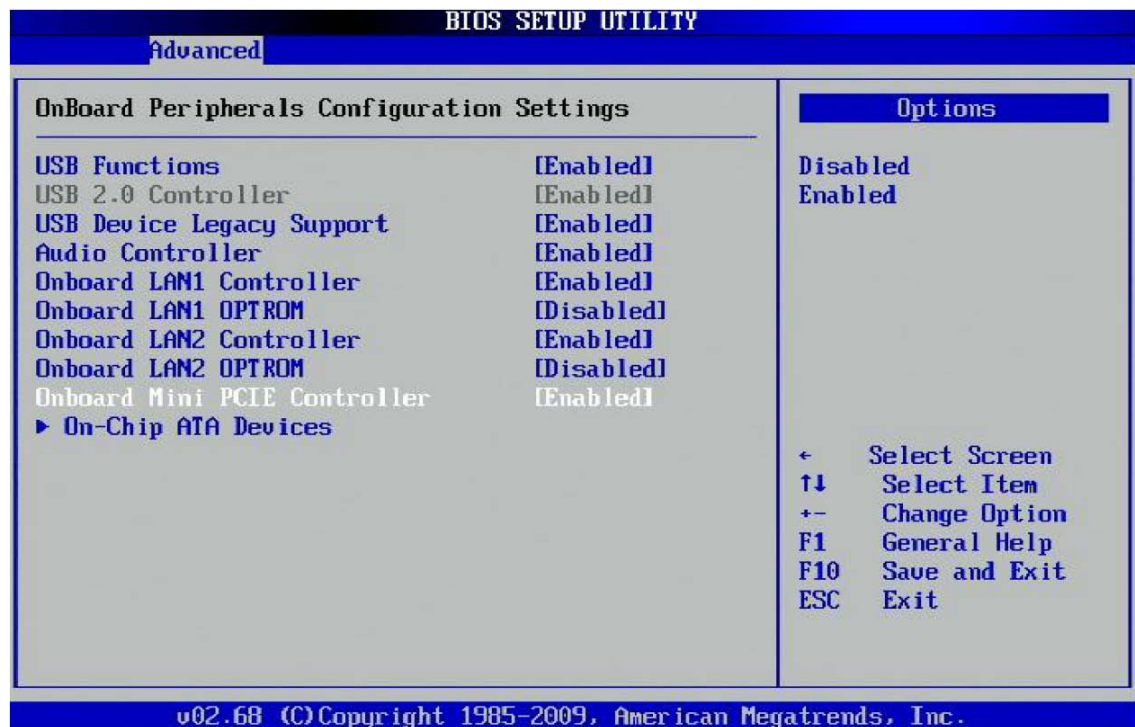 BIOS SETUP UTILITY
Advanced
OnBoard Peripherals Configuration Settings
USB Functions [Enabled]
USB 2.0 Controller [Enabled]
USB Device Legacy Support [Enabled]
Audio Controller [Enabled]
Onboard LAN1 Controller [Enabled]
Onboard LAN1 OPTROM [Disabled]
Onboard LAN2 Controller [Enabled]
Onboard LAN2 OPTROM [Disabled]
Onboard Mini PCIE Controller [Enabled]
► On-Chip ATA Devices
Options
Disabled
Enabled
← Select Screen
↑↓ Select Item
+- Change Option
F1 General Help
F10 Save and Exit
ESC Exit
v02.68 (C)Copyright 1985-2009, American Megatrends, Inc.